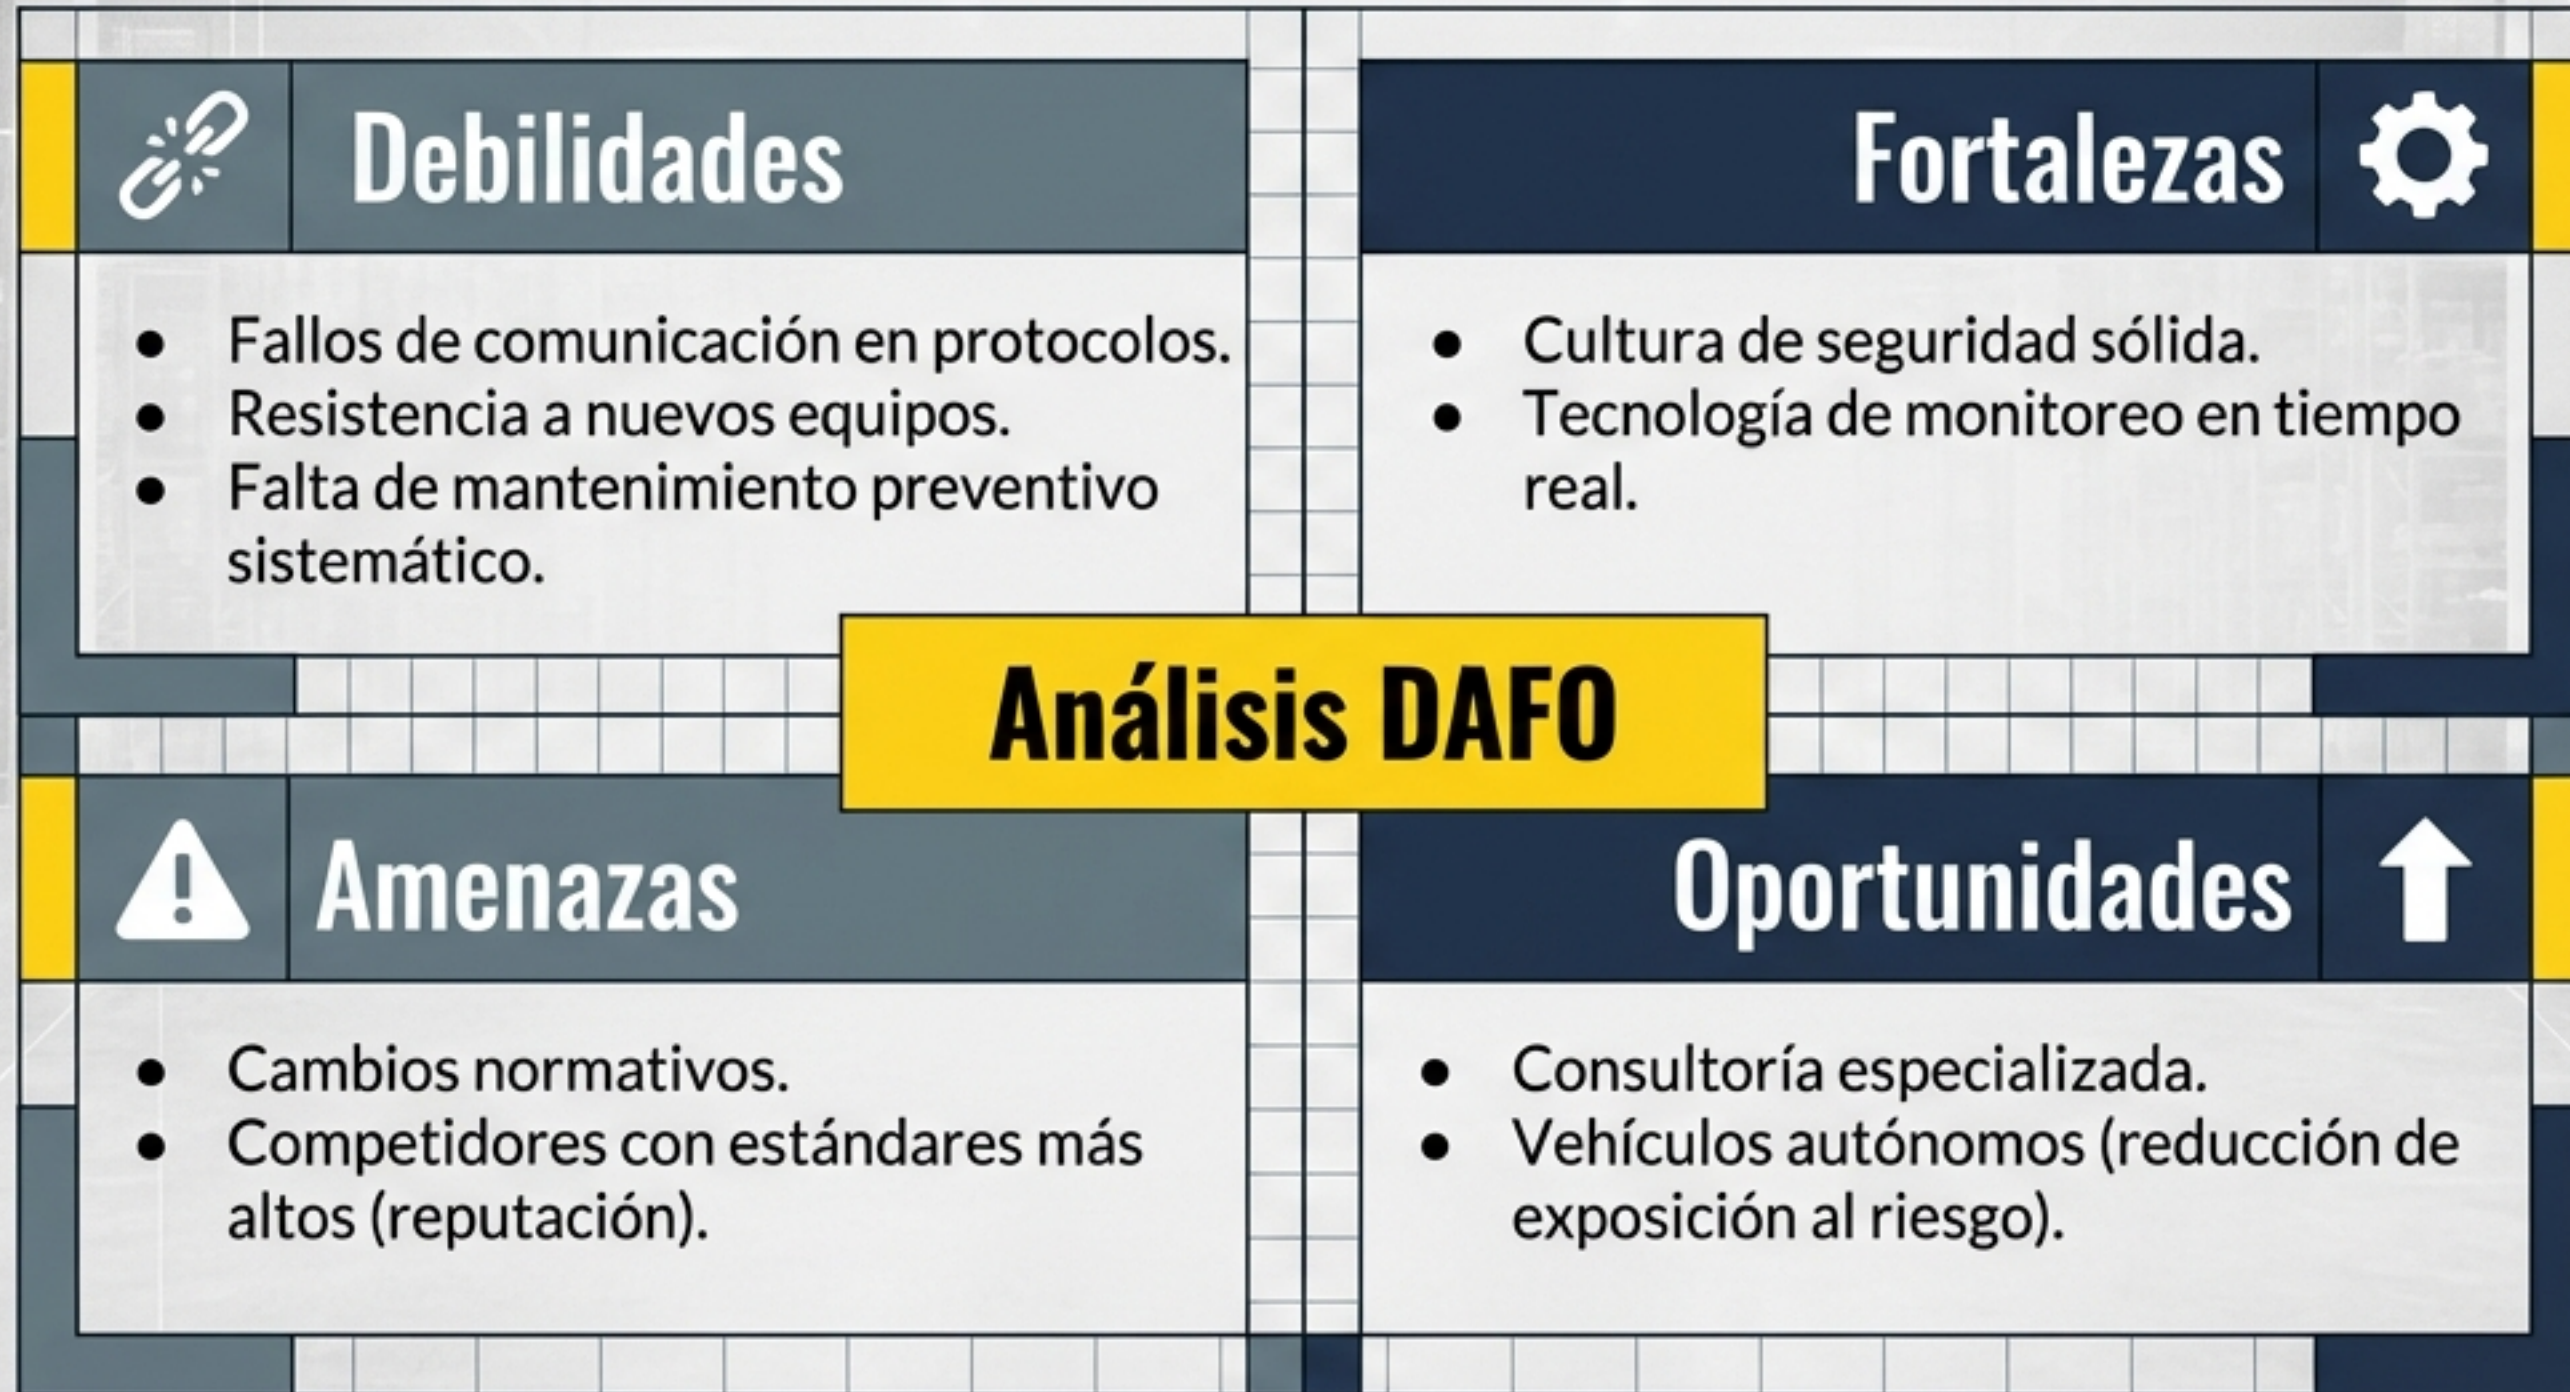 Debilidades
● Fallos de comunicación en protocolos.
● Resistencia a nuevos equipos.
● Falta de mantenimiento preventivo
sistemático.
Fortalezas
● Cultura de seguridad sólida.
● Tecnología de monitoreo en tiempo
real.
Análisis DAFO
Amenazas
● Cambios normativos.
● Competidores con estándares más
altos (reputación).
Oportunidades
● Consultoría especializada.
● Vehículos autónomos (reducción de
exposición al riesgo).